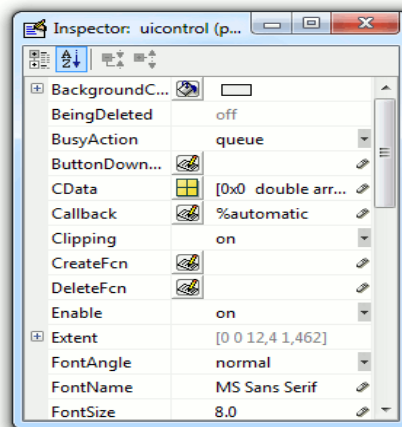 Inspector: uicontrol (p...
BackgroundC...
BeingDeleted off
BusyAction queue
ButtonDown...
CData [0x0 double arr...
Callback %automatic
Clipping on
CreateFcn
DeleteFcn
Enable on
Extent [0 0 12,4 1,462]
FontAngle normal
FontName MS Sans Serif
FontSize 8.0